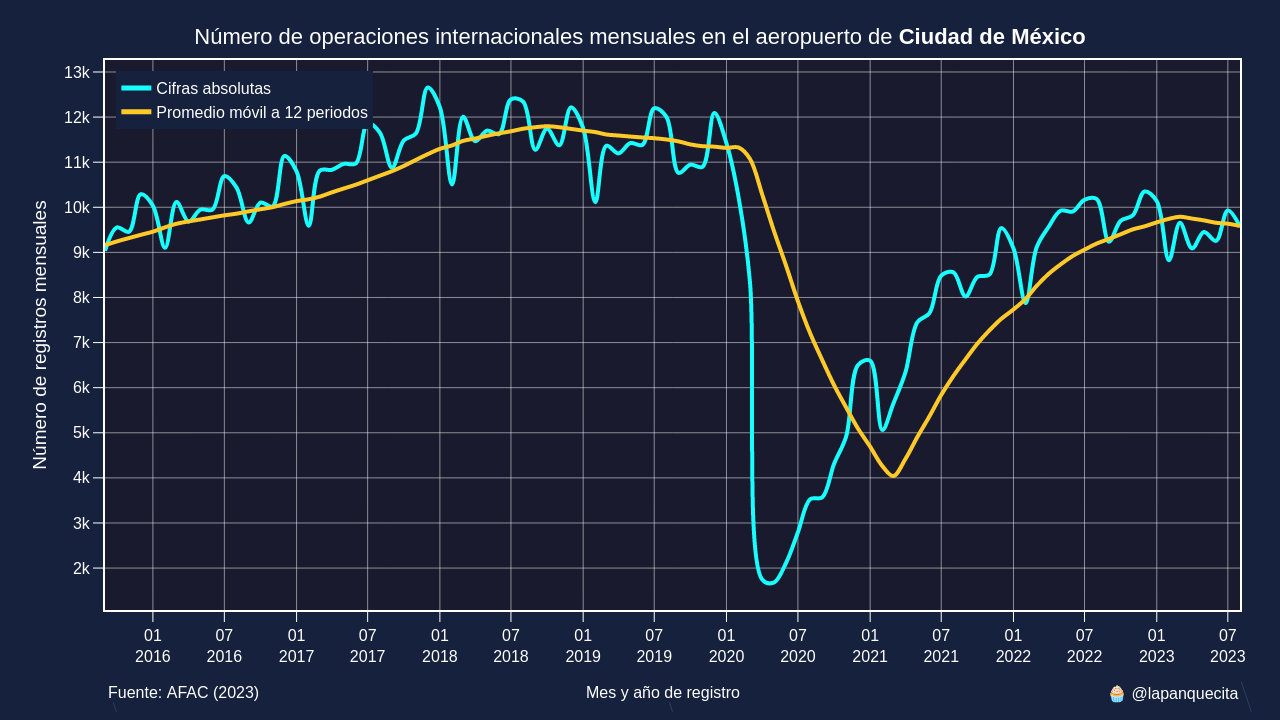 Número de operaciones internacionales mensuales en el aeropuerto de Ciudad de México
Cifras absolutas
Promedio móvil a 12 periodos
Número de registros mensuales
13k
12k
11k
10k
9k
8k
7k
6k
5k
4k
3k
2k
01 07 01 07 01 07 01 07 01 07 01 07 01 07 01 07
2016 2016 2017 2017 2018 2018 2019 2019 2020 2020 2021 2021 2022 2022 2023 2023
Fuente: AFAC (2023) Mes y año de registro 🧁 @lapanquecita